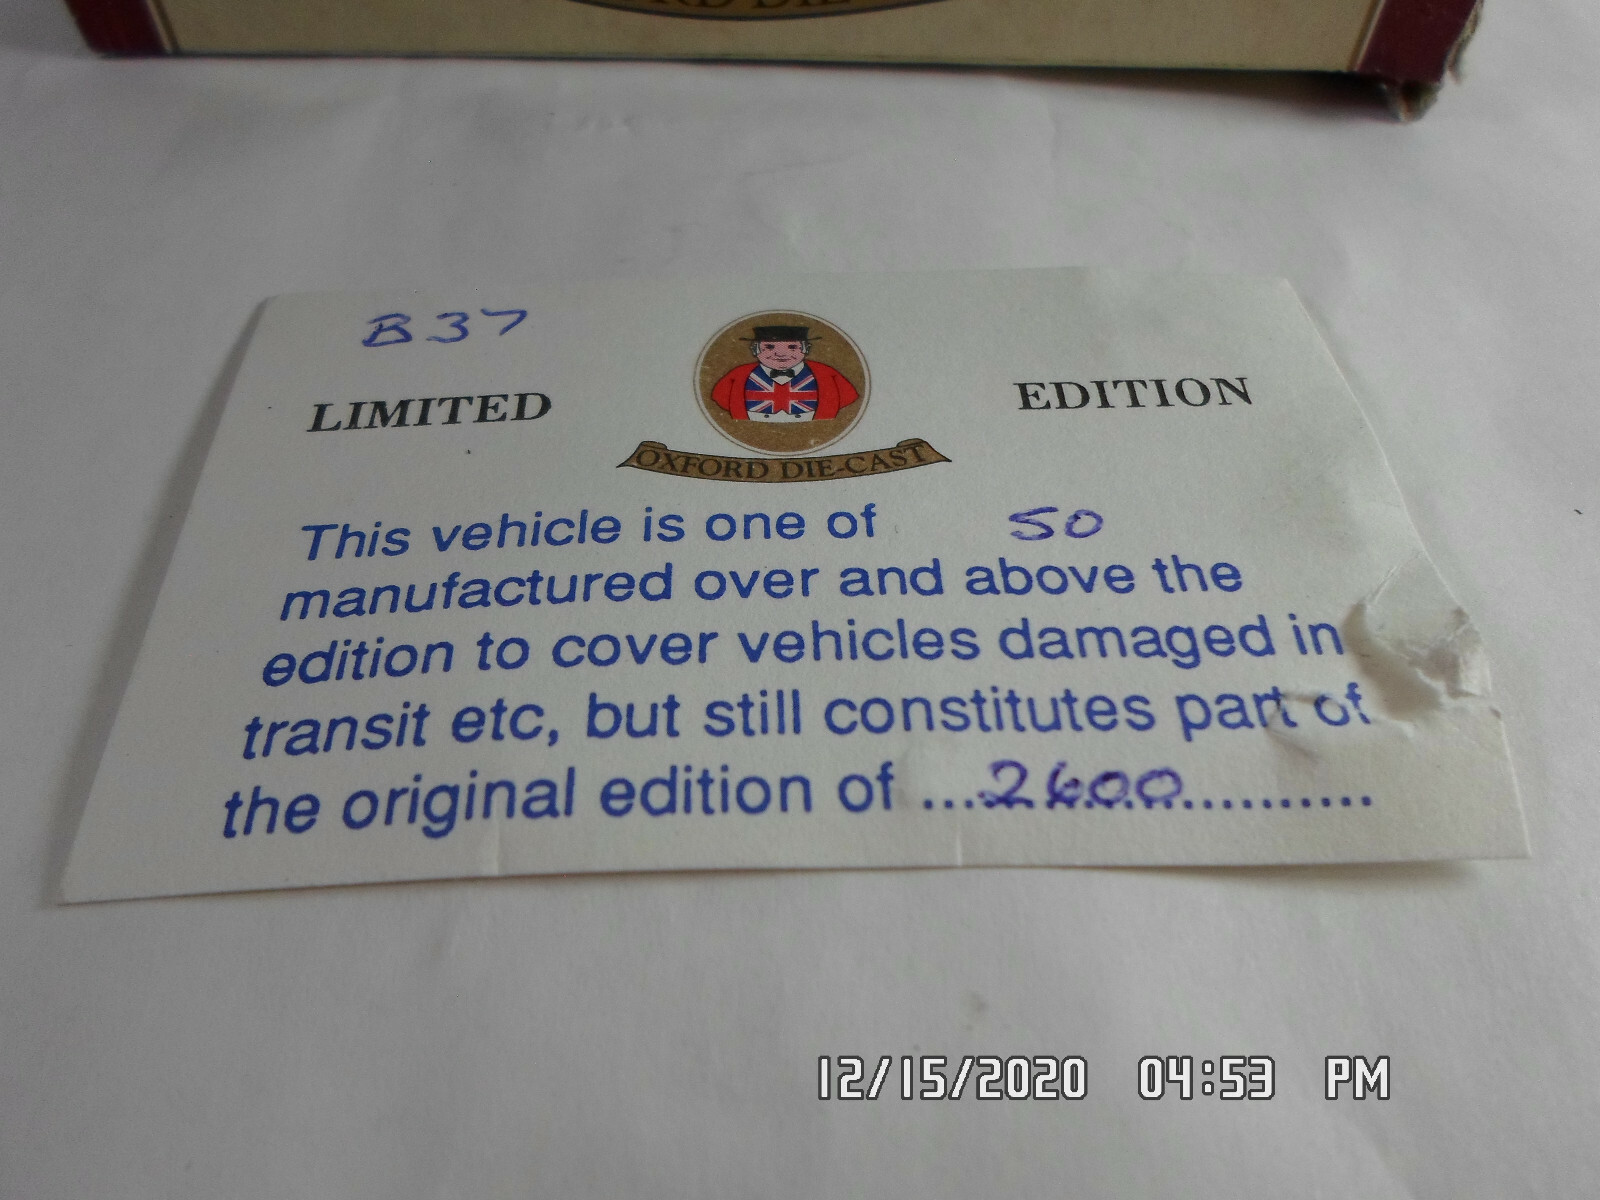 RD DIE
B37
LIMITED
EDITION
OXFORD DIE-CAST
This vehicle is one of 50
manufactured over and above the
edition to cover vehicles damaged in
transit etc, but still constitutes part of
the original edition of ...2600...............
12/15/2020 04:53 PM